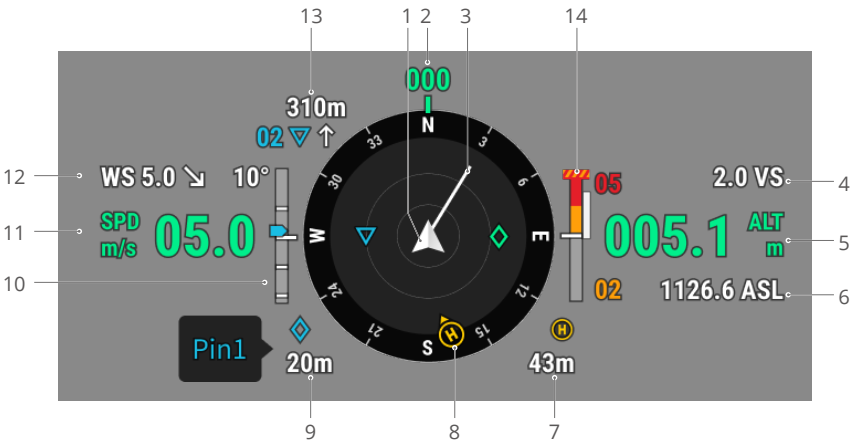 13 1 2 3 14
000
310m
02
N
33 3
30 6
12 WS 5.0 10° 05 2.0 VS 4
11 SPD m/s 05.0 W E 005.1 ALT m 5
10 24 12 02 1126.6 ASL 6
21 15
Pin1 S H H
20m 43m
9 8 7